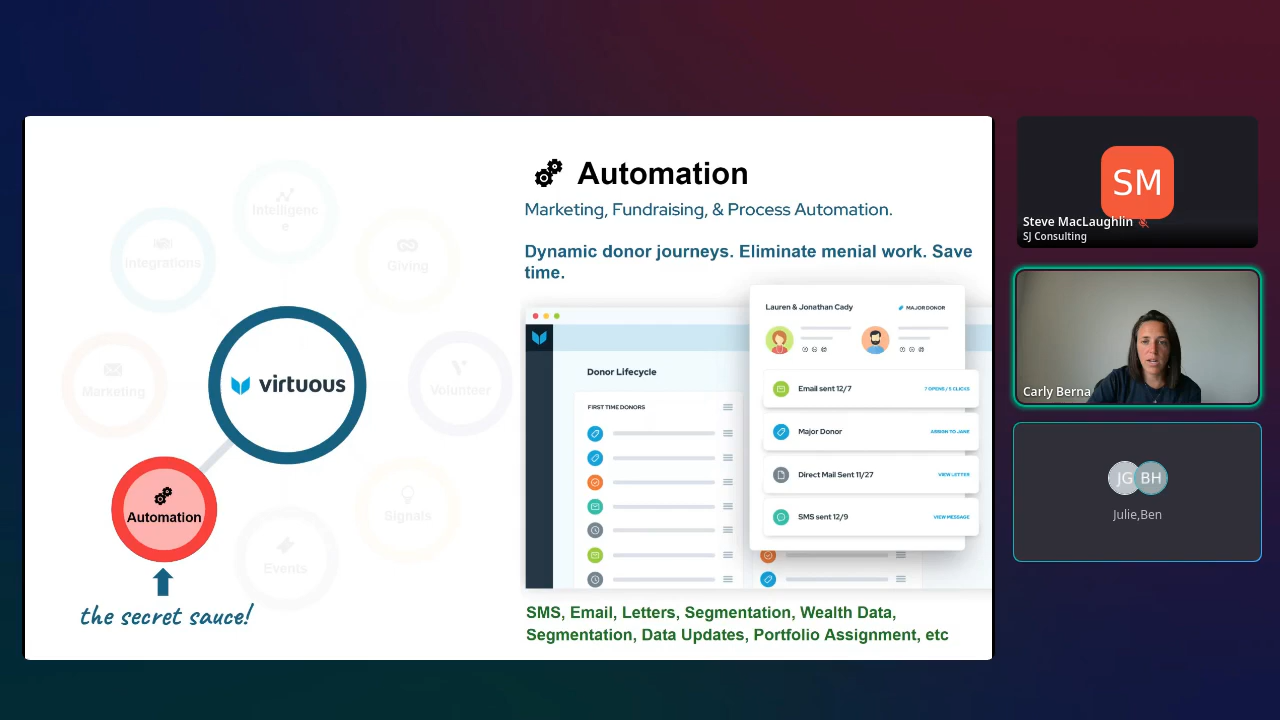 Intelligenc
e
Integrations
Giving
virtuous
Marketing
Volunteer
Automation
Signals
Events
the secret sauce!
Automation
Marketing, Fundraising, & Process Automation.
Dynamic donor journeys. Eliminate menial work. Save
time.
Donor Lifecycle
FIRST TIME DONORS
Lauren & Jonathan Cady
MAJOR DONOR
Email sent 12/7
7 OPENS / 5 CLICKS
Major Donor
ASSIGN TO JANE
Direct Mail Sent 11/27
VIEW LETTER
SMS sent 12/9
VIEW MESSAGE
SMS, Email, Letters, Segmentation, Wealth Data,
Segmentation, Data Updates, Portfolio Assignment, etc
SM
Steve MacLaughlin
SJ Consulting
Carly Berna
JG
BH
Julie,Ben